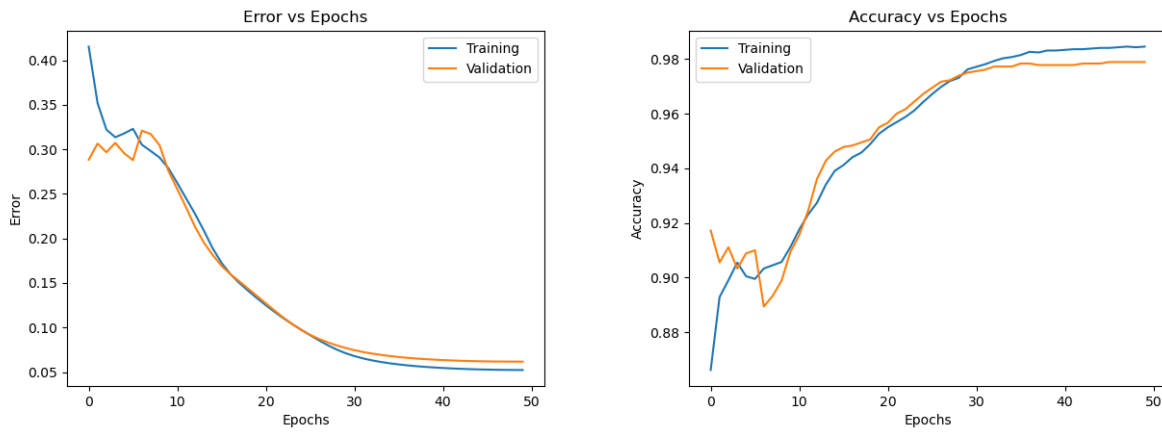 Error vs Epochs
Training
Validation
0.40
0.35
0.30
0.25
0.20
0.15
0.10
0.05
Error
0
10
20
30
40
50
Epochs
Accuracy vs Epochs
Training
Validation
0.98
0.96
0.94
0.92
0.90
0.88
Accuracy
0
10
20
30
40
50
Epochs